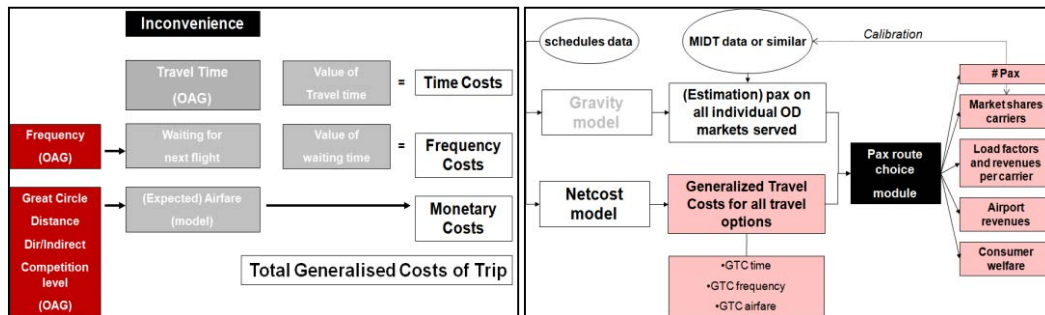 Inconvenience
Travel Time
(OAG)
Value of
Travel time
=
Time Costs
Frequency
(OAG)
Waiting for
next flight
Value of
waiting time
=
Frequency
Costs
Great Circle
Distance
Dir/Indirect
Competition
level
(OAG)
(Expected) Airfare
(model)
Monetary
Costs
Total Generalised Costs of Trip
schedules data
MIDT data or similar
Calibration
Gravity
model
(Estimation) pax on
all individual OD
markets served
Netcost
model
Generalized Travel
Costs for all travel
options
•GTC time
•GTC frequency
•GTC airfare
Pax route
choice
module
# Pax
Market shares
carriers
Load factors
and revenues
per carrier
Airport
revenues
Consumer
welfare